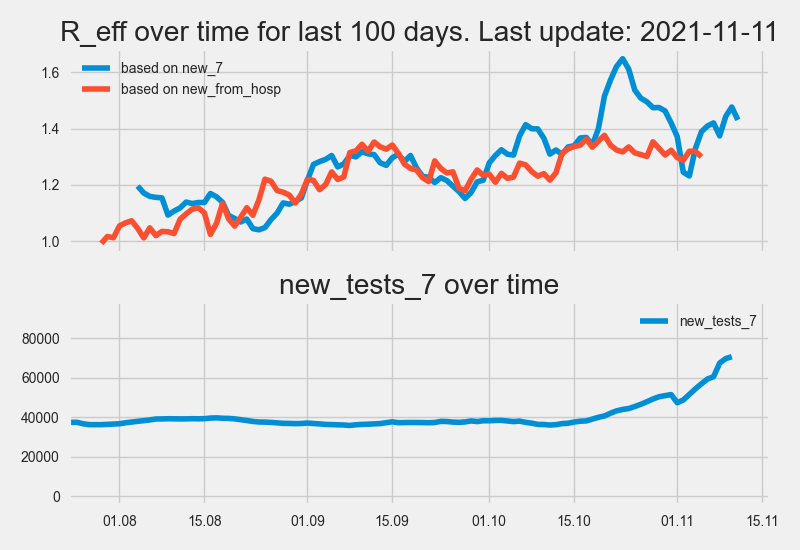 R_eff over time for last 100 days. Last update: 2021-11-11
based on new_7
based on new_from_hosp
1.6
1.4
1.2
1.0
new_tests_7 over time
new_tests_7
80000
60000
40000
20000
0
01.08 15.08 01.09 15.09 01.10 15.10 01.11 15.11